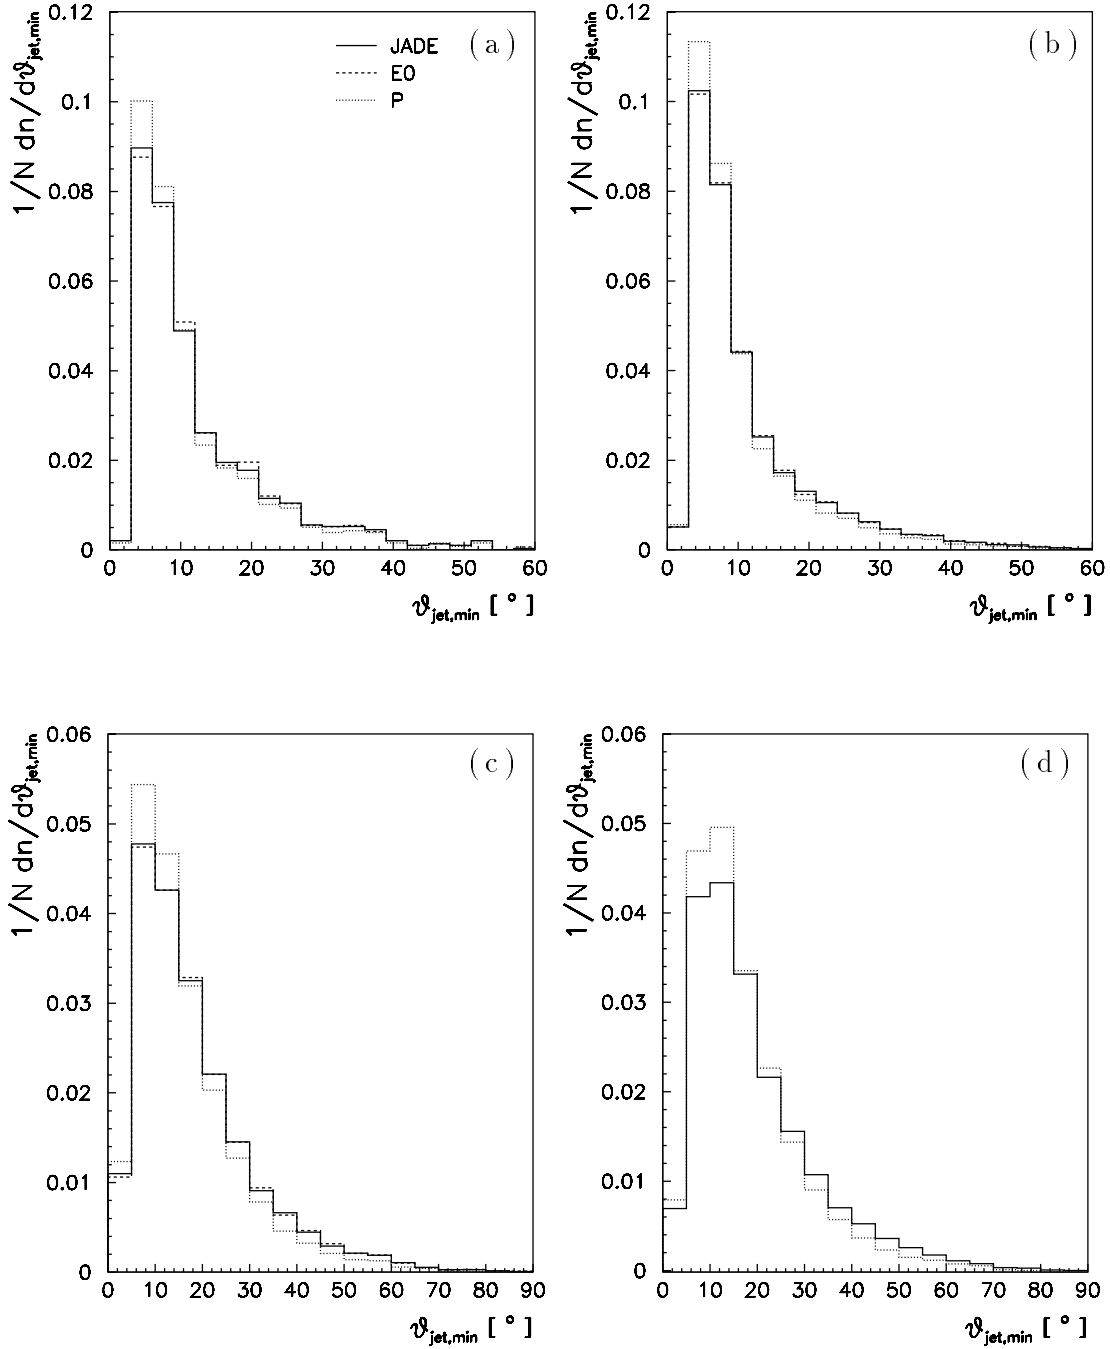 1/N dn/dϑjet,min
0.12
0.1
0.08
0.06
0.04
0.02
0
( a )
JADE
E0
P
0 10 20 30 40 50 60
ϑjet,min [ ° ]
1/N dn/dϑjet,min
0.12
0.1
0.08
0.06
0.04
0.02
0
( b )
0 10 20 30 40 50 60
ϑjet,min [ ° ]
1/N dn/dϑjet,min
0.06
0.05
0.04
0.03
0.02
0.01
0
( c )
0 10 20 30 40 50 60 70 80 90
ϑjet,min [ ° ]
1/N dn/dϑjet,min
0.06
0.05
0.04
0.03
0.02
0.01
0
( d )
0 10 20 30 40 50 60 70 80 90
ϑjet,min [ ° ]